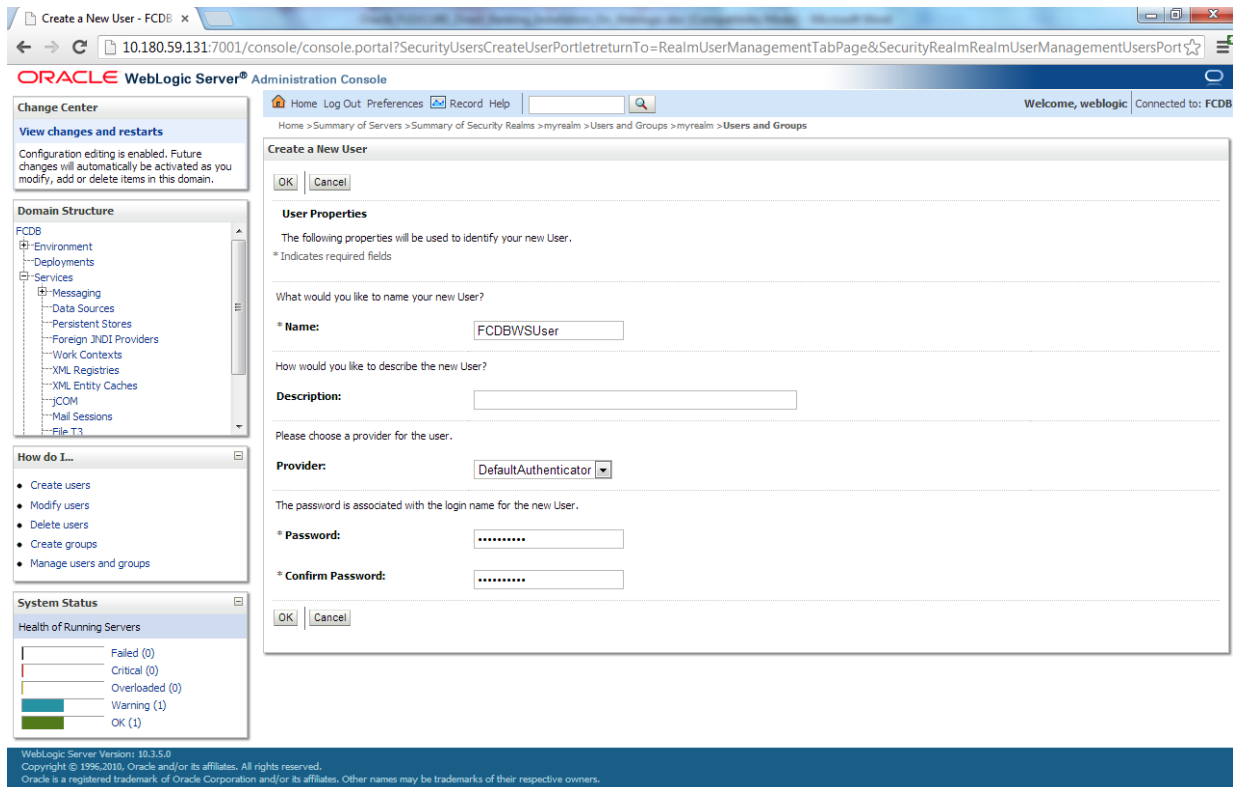 Create a New User - FCDB ×
10.180.59.131:7001/console/console.portal?SecurityUsersCreateUserPortletreturnTo=RealmUserManagementTabPage&SecurityRealmRealmUserManagementUsersPort
ORACLE WebLogic Server® Administration Console
Change Center
View changes and restarts
Configuration editing is enabled. Future
changes will automatically be activated as you
modify, add or delete items in this domain.
Domain Structure
FCDB
Environment
Deployments
Services
Messaging
Data Sources
Persistent Stores
Foreign JNDI Providers
Work Contexts
XML Registries
XML Entity Caches
jCOM
Mail Sessions
File T3
How do I...
Create users
Modify users
Delete users
Create groups
Manage users and groups
System Status
Health of Running Servers
Failed (0)
Critical (0)
Overloaded (0)
Warning (1)
OK (1)
Home Log Out Preferences Record Help
Welcome, weblogic Connected to: FCDB
Home >Summary of Servers >Summary of Security Realms >myrealm >Users and Groups >myrealm >Users and Groups
Create a New User
OK Cancel
User Properties
The following properties will be used to identify your new User.
* Indicates required fields
What would you like to name your new User?
* Name: FCDBWSUser
How would you like to describe the new User?
Description:
Please choose a provider for the user.
Provider: DefaultAuthenticator
The password is associated with the login name for the new User.
* Password: ••••••••••
* Confirm Password: ••••••••••
OK Cancel
WebLogic Server Version: 10.3.5.0
Copyright © 1996,2010, Oracle and/or its affiliates. All rights reserved.
Oracle is a registered trademark of Oracle Corporation and/or its affiliates. Other names may be trademarks of their respective owners.